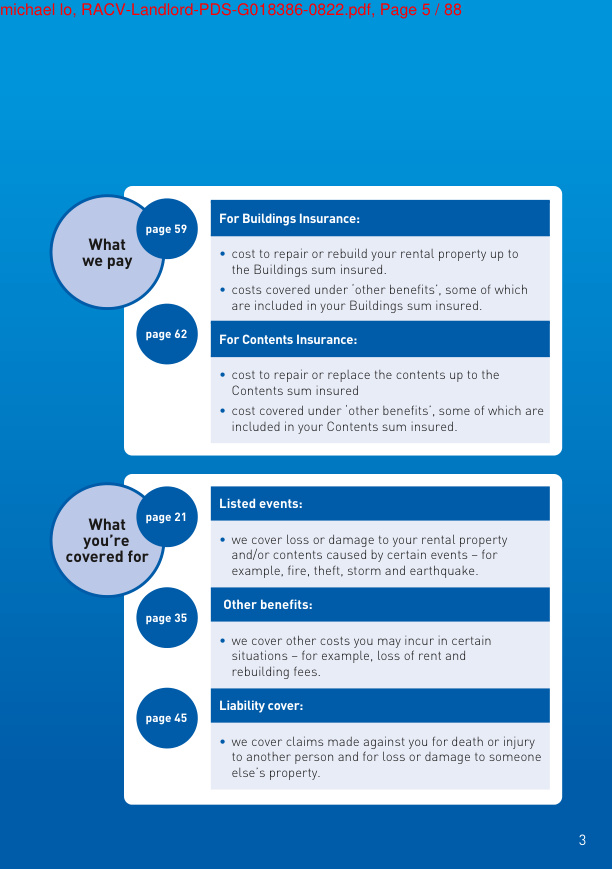 michael lo, RACV-Landlord-PDS-G018386-0822.pdf, Page 5 / 88
What
we pay
page 59
For Buildings Insurance:
• cost to repair or rebuild your rental property up to
the Buildings sum insured.
• costs covered under ‘other benefits’, some of which
are included in your Buildings sum insured.
page 62
For Contents Insurance:
• cost to repair or replace the contents up to the
Contents sum insured
• cost covered under ‘other benefits’, some of which are
included in your Contents sum insured.
What
you’re
covered for
page 21
Listed events:
• we cover loss or damage to your rental property
and/or contents caused by certain events – for
example, fire, theft, storm and earthquake.
page 35
Other benefits:
• we cover other costs you may incur in certain
situations – for example, loss of rent and
rebuilding fees.
page 45
Liability cover:
• we cover claims made against you for death or injury
to another person and for loss or damage to someone
else’s property.
3